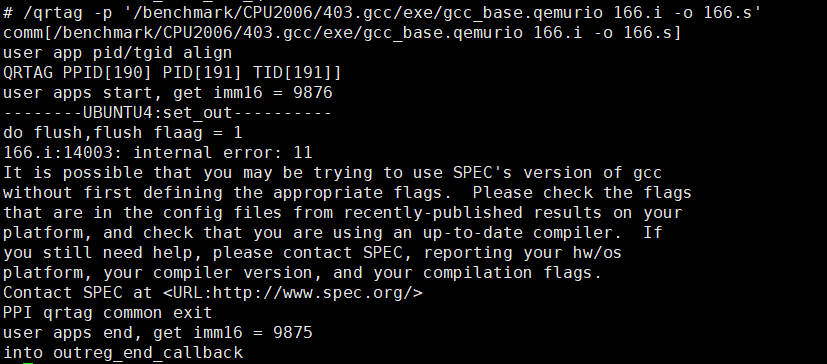 # /qrtag -p '/benchmark/CPU2006/403.gcc/exe/gcc_base.qemurio 166.i -o 166.s'
comm[/benchmark/CPU2006/403.gcc/exe/gcc_base.qemurio 166.i -o 166.s]
user app pid/tgid align
QRTAG PPID[190] PID[191] TID[191]]
user apps start, get imm16 = 9876
--------UBUNTU4:set_out----------
do flush,flush flaag = 1
166.i:14003: internal error: 11
It is possible that you may be trying to use SPEC's version of gcc
without first defining the appropriate flags.  Please check the flags
that are in the config files from recently-published results on your
platform, and check that you are using an up-to-date compiler.  If
you still need help, please contact SPEC, reporting your hw/os
platform, your compiler version, and your compilation flags.
Contact SPEC at <URL:http://www.spec.org/>
PPI qrtag common exit
user apps end, get imm16 = 9875
into outreg_end_callback